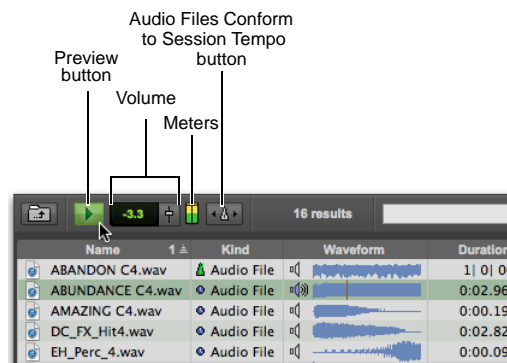 Audio Files Conform
to Session Tempo
button
Preview
button
Volume
Meters
-3.3
16 results
Name 1 Kind Waveform Duration
ABANDON C4.wav Audio File 1| 0| 0
ABUNDANCE C4.wav Audio File 0:02.96
AMAZING C4.wav Audio File 0:00.19
DC_FX_Hit4.wav Audio File 0:02.82
EH_Perc_4.wav Audio File 0:00.09